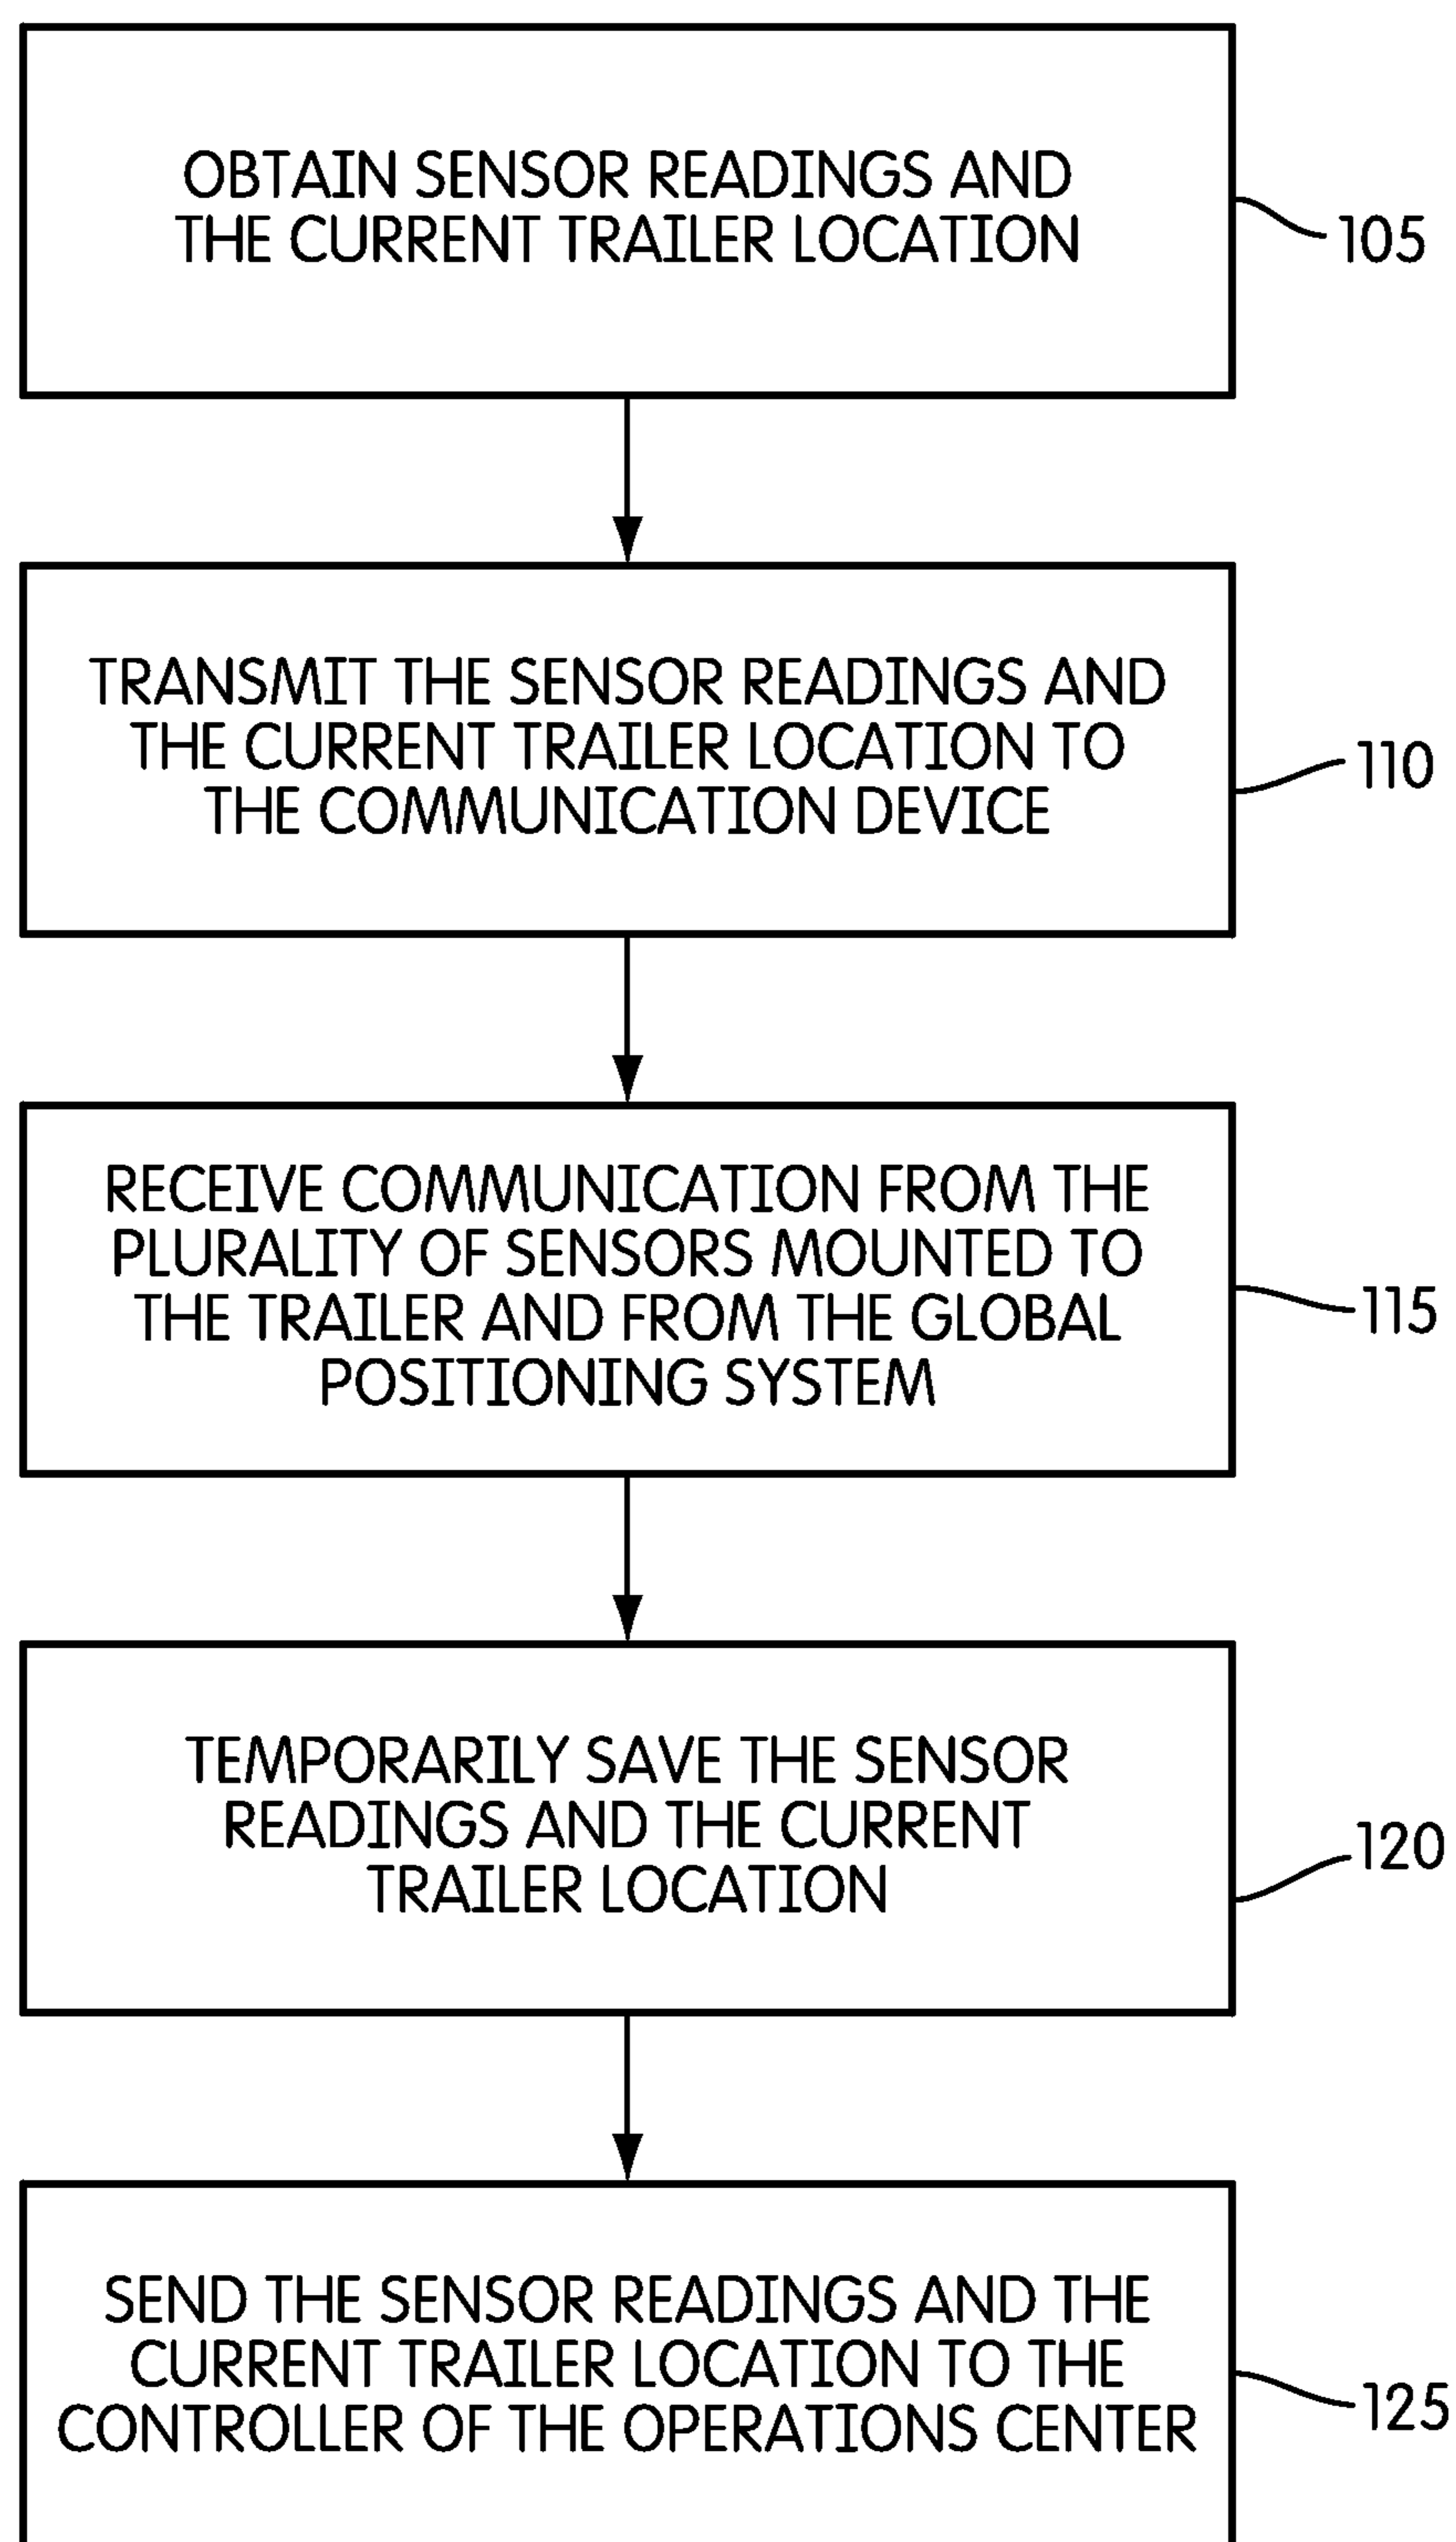 OBTAIN SENSOR READINGS AND
THE CURRENT TRAILER LOCATION
105
TRANSMIT THE SENSOR READINGS AND
THE CURRENT TRAILER LOCATION TO
THE COMMUNICATION DEVICE
110
RECEIVE COMMUNICATION FROM THE
PLURALITY OF SENSORS MOUNTED TO
THE TRAILER AND FROM THE GLOBAL
POSITIONING SYSTEM
115
TEMPORARILY SAVE THE SENSOR
READINGS AND THE CURRENT
TRAILER LOCATION
120
SEND THE SENSOR READINGS AND THE
CURRENT TRAILER LOCATION TO THE
CONTROLLER OF THE OPERATIONS CENTER
125